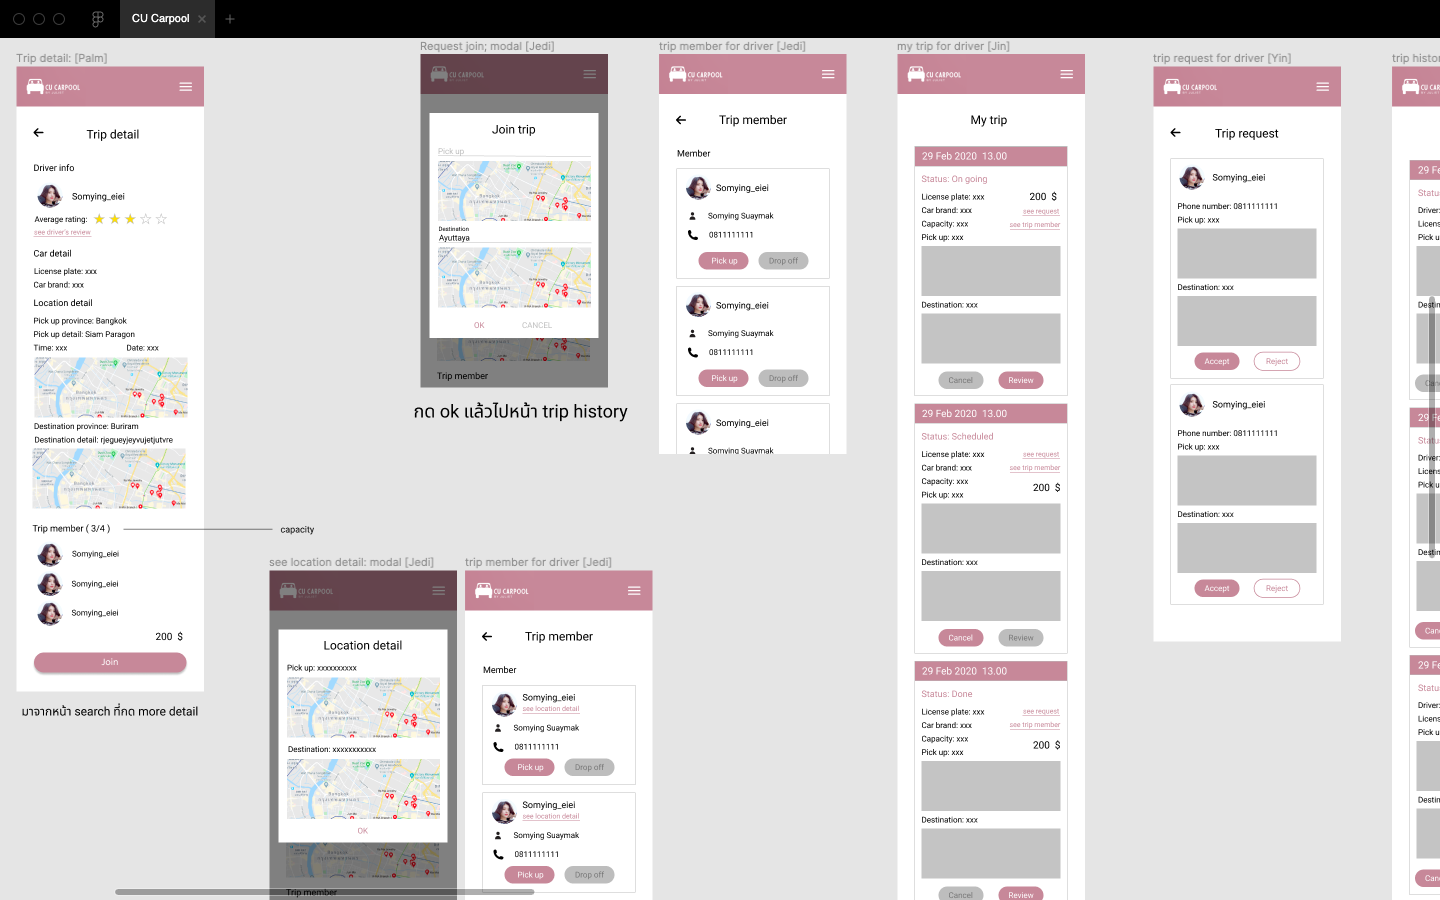 CU Carpool
Trip detail: [Palm]
CU CARPOOL
Trip detail
Driver info
Somying_eiei
Average rating:
see driver's review
Car detail
License plate: xxx
Car brand: xxx
Location detail
Pick up province: Bangkok
Pick up detail: Siam Paragon
Time: xxx Date: xxx
Destination province: Buriram
Destination detail: rjegueyjeyvujetjutvre
Trip member ( 3/4 )
capacity
Somying_eiei
Somying_eiei
Somying_eiei
200 $
Join
มาจากหน้า search ที่กด more detail
Request join; modal [Jedi]
CU CARPOOL
Join trip
Pick up
Destination
Ayuttaya
OK CANCEL
Trip member
กด ok แล้วไปหน้า trip history
see location detail: modal [Jedi]
CU CARPOOL
Location detail
Pick up: xxxxxxxxxx
Destination: xxxxxxxxxxx
OK
Trip member
trip member for driver [Jedi]
CU CARPOOL
Trip member
Member
Somying_eiei
see location detail
Somying Suaymak
0811111111
Pick up Drop off
Somying_eiei
see location detail
Somying Suaymak
0811111111
Pick up Drop off
trip member for driver [Jedi]
CU CARPOOL
Trip member
Member
Somying_eiei
Somying Suaymak
0811111111
Pick up Drop off
Somying_eiei
Somying Suaymak
0811111111
Pick up Drop off
Somying_eiei
Somying Suaymak
my trip for driver [Jin]
CU CARPOOL
My trip
29 Feb 2020 13.00
Status: On going
License plate: xxx 200 $
Car brand: xxx see request
Capacity: xxx see trip member
Pick up: xxx
Destination: xxx
Cancel Review
29 Feb 2020 13.00
Status: Scheduled
License plate: xxx see request
Car brand: xxx see trip member
Capacity: xxx
200 $
Pick up: xxx
Destination: xxx
Cancel Review
29 Feb 2020 13.00
Status: Done
License plate: xxx see request
Car brand: xxx see trip member
Capacity: xxx
200 $
Pick up: xxx
Destination: xxx
Cancel Review
trip request for driver [Yin]
CU CARPOOL
Trip request
Somying_eiei
Phone number: 0811111111
Pick up: xxx
Destination: xxx
Accept Reject
Somying_eiei
Phone number: 0811111111
Pick up: xxx
Destination: xxx
Accept Reject
trip histor
CU CARP
29 Fe
Status
Driver:
Licens
Pick u
Destin
Can
29 F
Status
Driver:
Licens
Pick u
Destin
Canc
29 Fe
Status
Driver:
Licens
Pick u
Destin
Canc